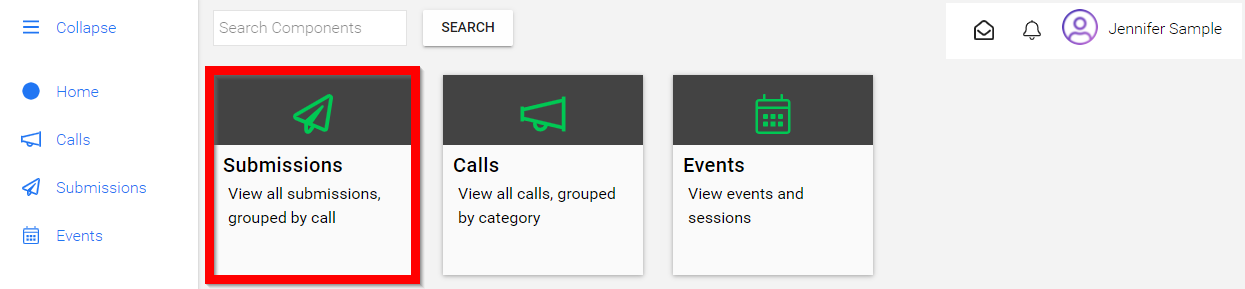 Collapse
Search Components
SEARCH
Jennifer Sample
Home
Calls
Submissions
Events
Submissions
View all submissions,
grouped by call
Calls
View all calls, grouped
by category
Events
View events and
sessions